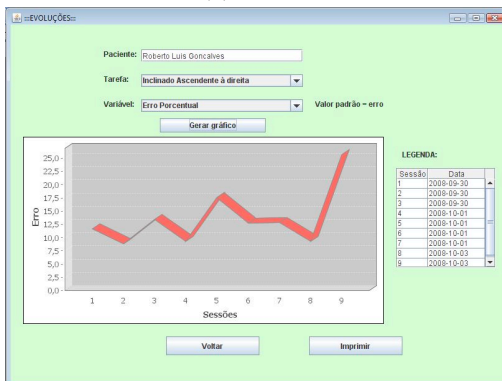 :::EVOLUÇÕES:::
Paciente: Roberto Luis Goncalves
Tarefa: Inclinado Ascendente à direita
Variável: Erro Porcentual Valor padrão = erro
Gerar gráfico
LEGENDA:
Sessão Data
1 2008-09-30
2 2008-09-30
3 2008-09-30
4 2008-10-01
5 2008-10-01
6 2008-10-01
7 2008-10-01
8 2008-10-03
9 2008-10-03
Erro
25,0
22,5
20,0
17,5
15,0
12,5
10,0
7,5
5,0
2,5
0,0
1 2 3 4 5 6 7 8 9
Sessões
Voltar Imprimir